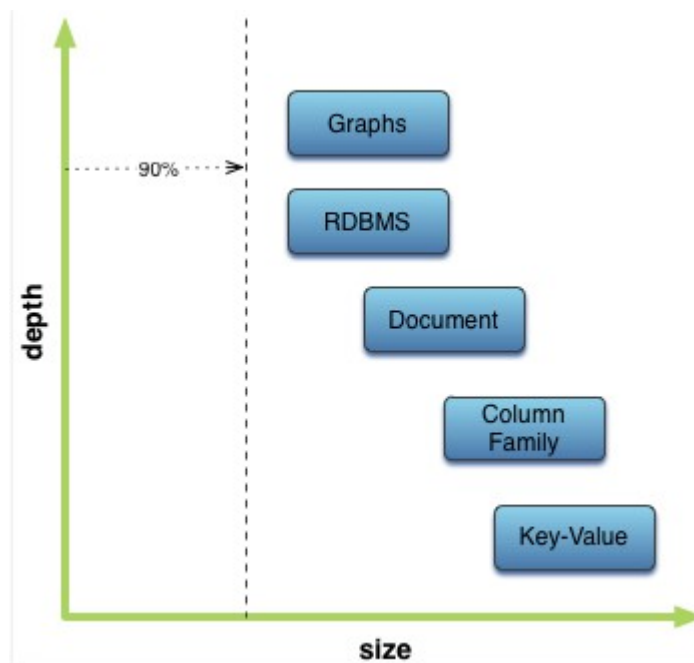 Graphs
90%
RDBMS
depth
Document
Column
Family
Key-Value
size